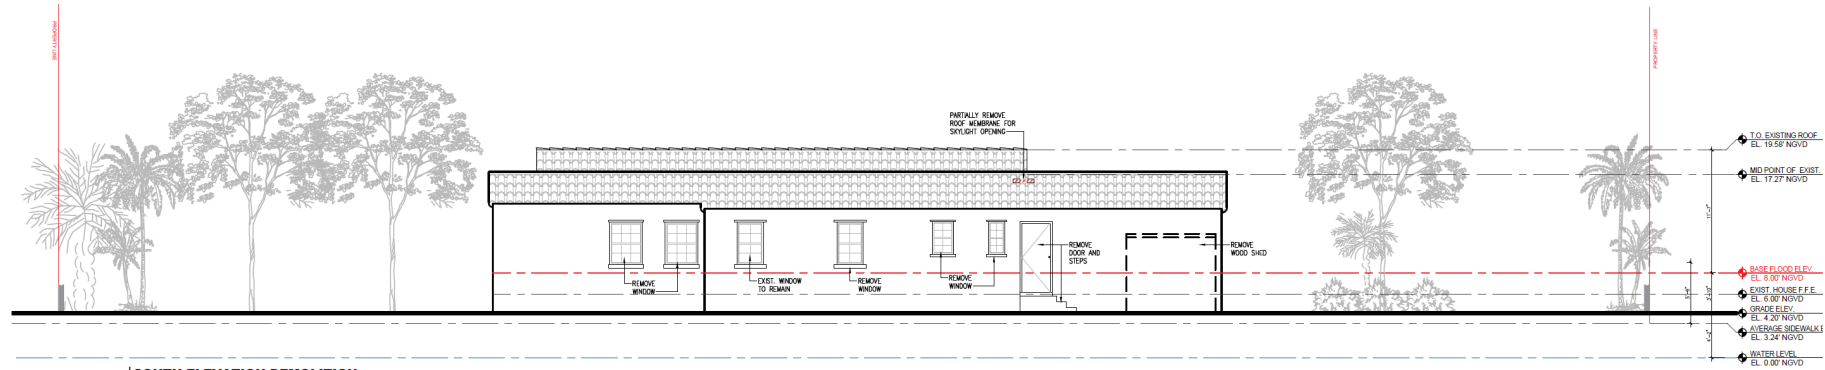 PROPERTY LINE
PROPERTY LINE
PARTIALLY REMOVE
ROOF MEMBRANE FOR
SKYLIGHT OPENING
T.O. EXISTING ROOF
EL. 19.58' NGVD
MID POINT OF EXIST.
EL. 17.27' NGVD
REMOVE
DOOR AND
STEPS
REMOVE
WOOD SHED
REMOVE
WINDOW
EXIST. WINDOW
TO REMAIN
REMOVE
WINDOW
REMOVE
WINDOW
BASE FLOOD ELEV.
EL. 8.00' NGVD
EXIST. HOUSE F.F.E.
EL. 6.00' NGVD
GRADE ELEV.
EL. 4.20' NGVD
AVERAGE SIDEWALK E
EL. 3.24' NGVD
WATER LEVEL
EL. 0.00' NGVD
SOUTH ELEVATION DEMOLITION